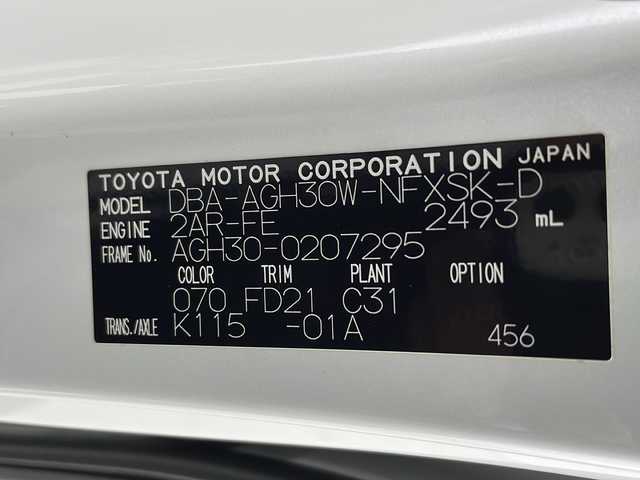 TOYOTA MOTOR CORPORATION JAPAN
MODEL DBA-AGH30W-NFXSK-D
ENGINE 2AR-FE 2493 mL
FRAME No. AGH30-0207295
COLOR TRIM PLANT OPTION
070 FD21 C31
TRANS./AXLE K115 -01A 456